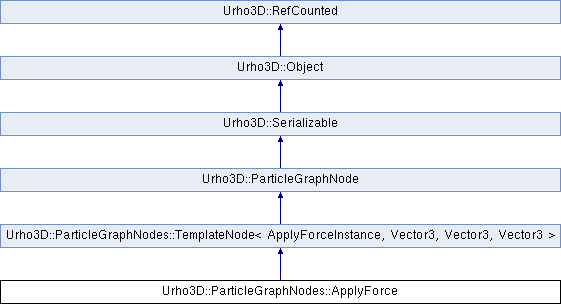 Urho3D::RefCounted
Urho3D::Object
Urho3D::Serializable
Urho3D::ParticleGraphNode
Urho3D::ParticleGraphNodes::TemplateNode< ApplyForceInstance, Vector3, Vector3, Vector3 >
Urho3D::ParticleGraphNodes::ApplyForce